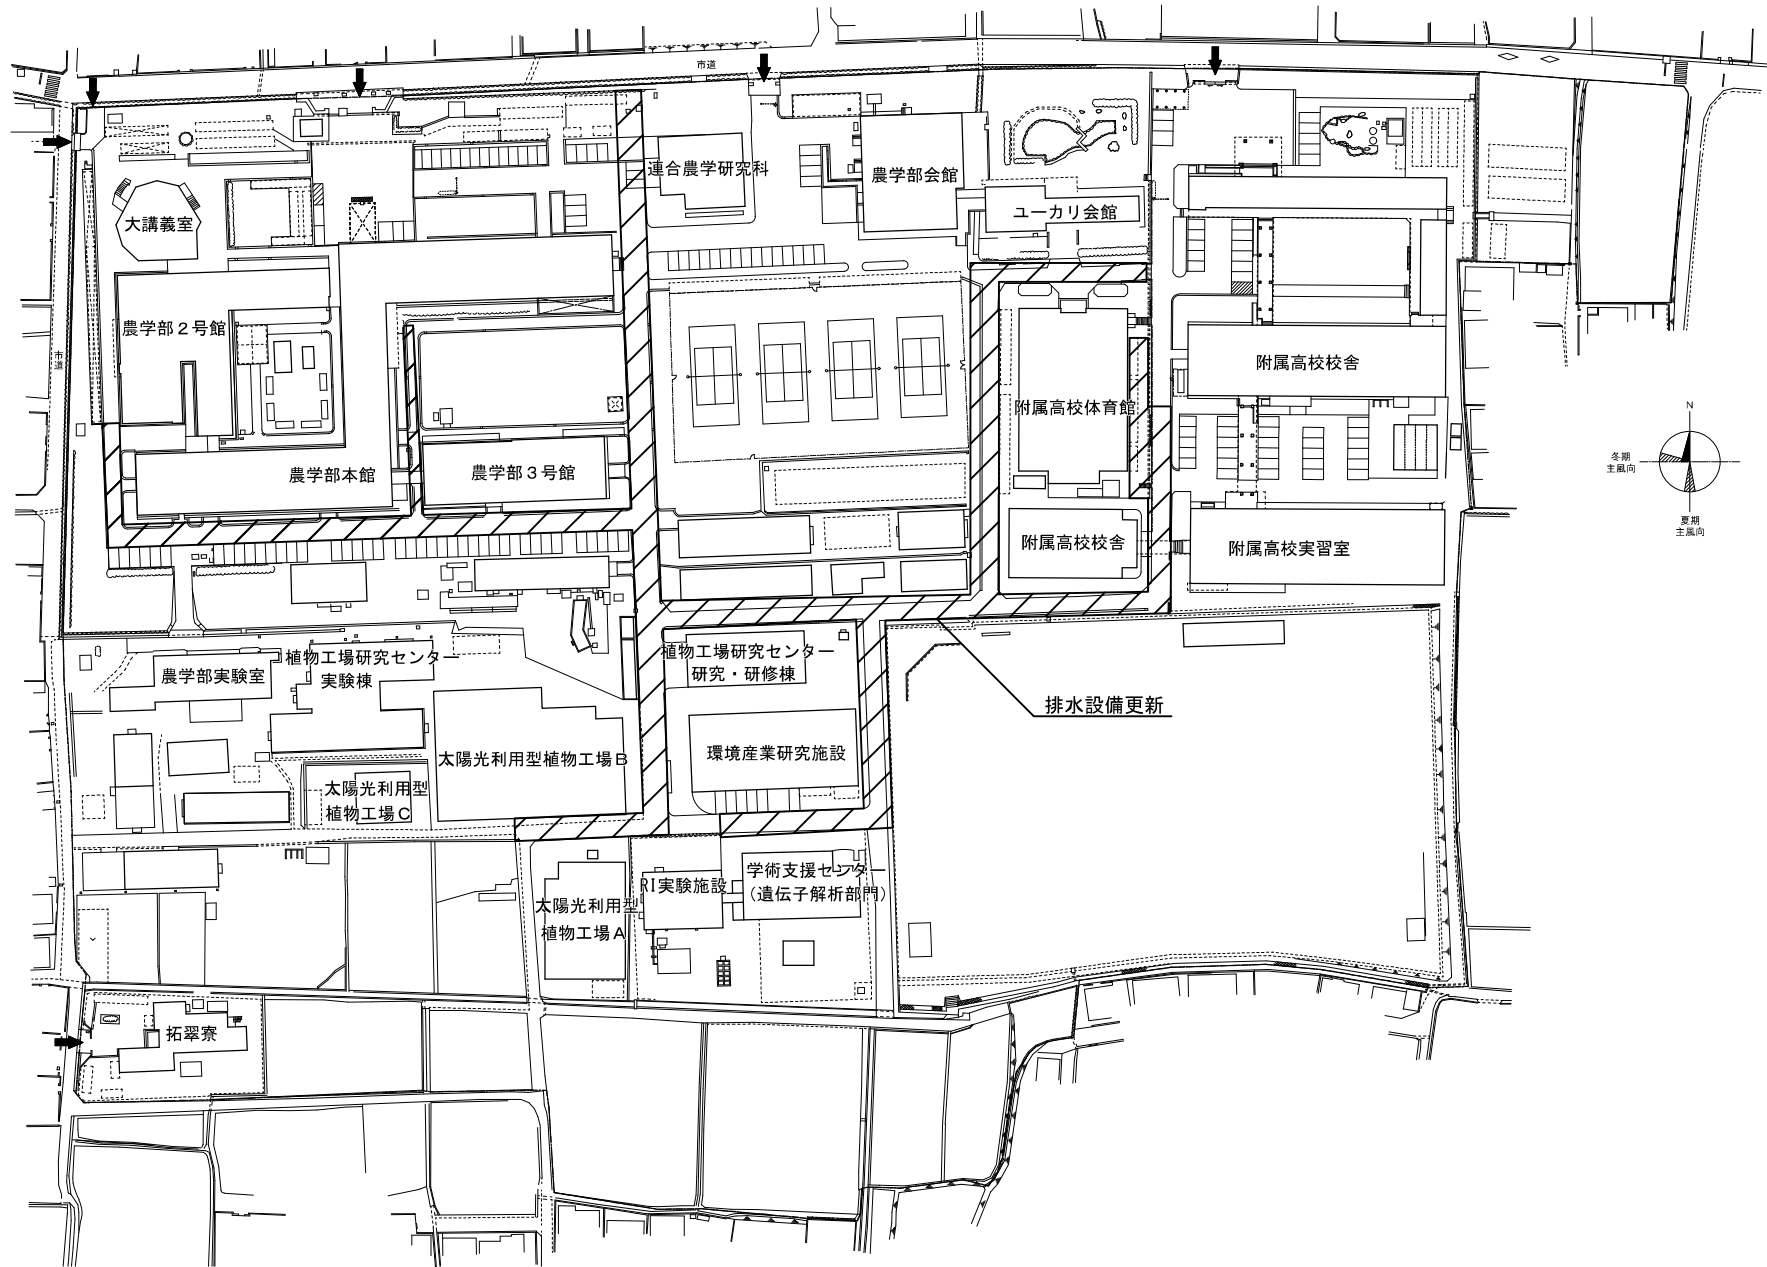 市道
連合農学研究科
農学部会館
ユーカリ会館
大講義室
農学部２号館
市道
附属高校校舎
附属高校体育館
N
冬期
主風向
夏期
主風向
農学部本館
農学部３号館
附属高校校舎
附属高校実習室
農学部実験室
植物工場研究センター
実験棟
植物工場研究センター
研究・研修棟
排水設備更新
太陽光利用型植物工場Ｂ
環境産業研究施設
太陽光利用型
植物工場Ｃ
太陽光利用型
植物工場Ａ
RI実験施設
学術支援センター
(遺伝子解析部門)
拓翠寮